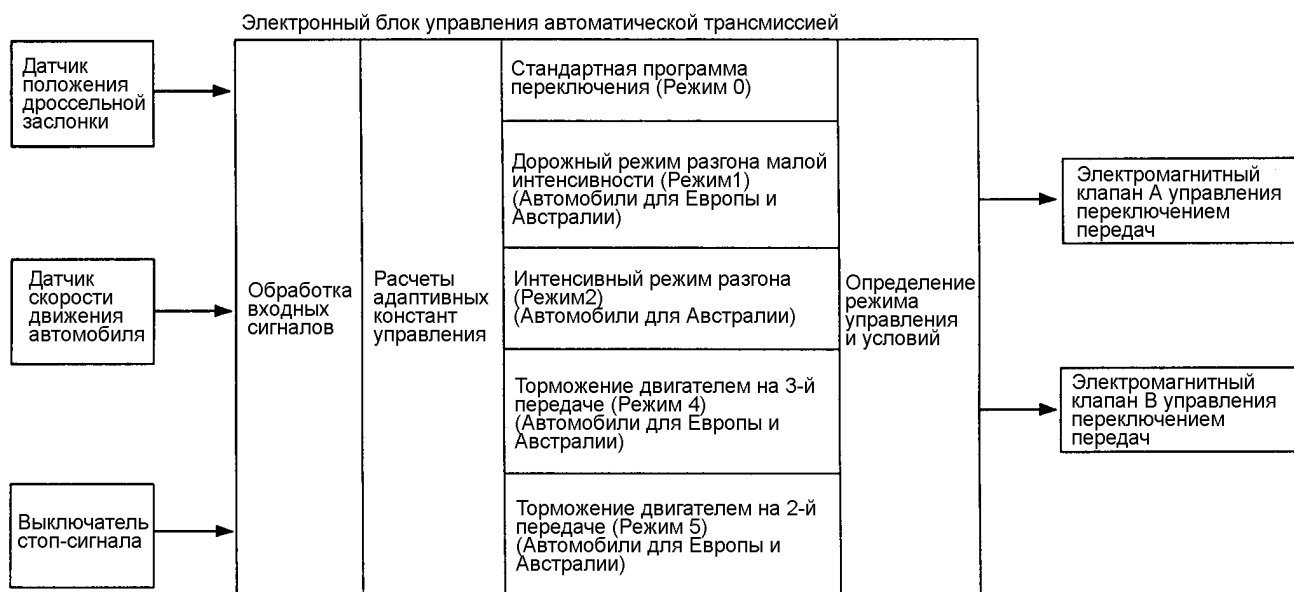 Электронный блок управления автоматической трансмиссией
Датчик
положения
дроссельной
заслонки
Датчик
скорости
движения
автомобиля
Выключатель
стоп-сигнала
Обработка
входных
сигналов
Расчеты
адаптивных
констант
управления
Стандартная программа
переключения (Режим 0)
Дорожный режим разгона малой
интенсивности (Режим1)
(Автомобили для Европы и
Австралии)
Интенсивный режим разгона
(Режим2)
(Автомобили для Австралии)
Торможение двигателем на 3-й
передаче (Режим 4)
(Автомобили для Европы и
Австралии)
Торможение двигателем на 2-й
передаче (Режим 5)
(Автомобили для Европы и
Австралии)
Определение
режима
управления
и условий
Электромагнитный
клапан А управления
переключением
передач
Электромагнитный
клапан В управления
переключением
передач